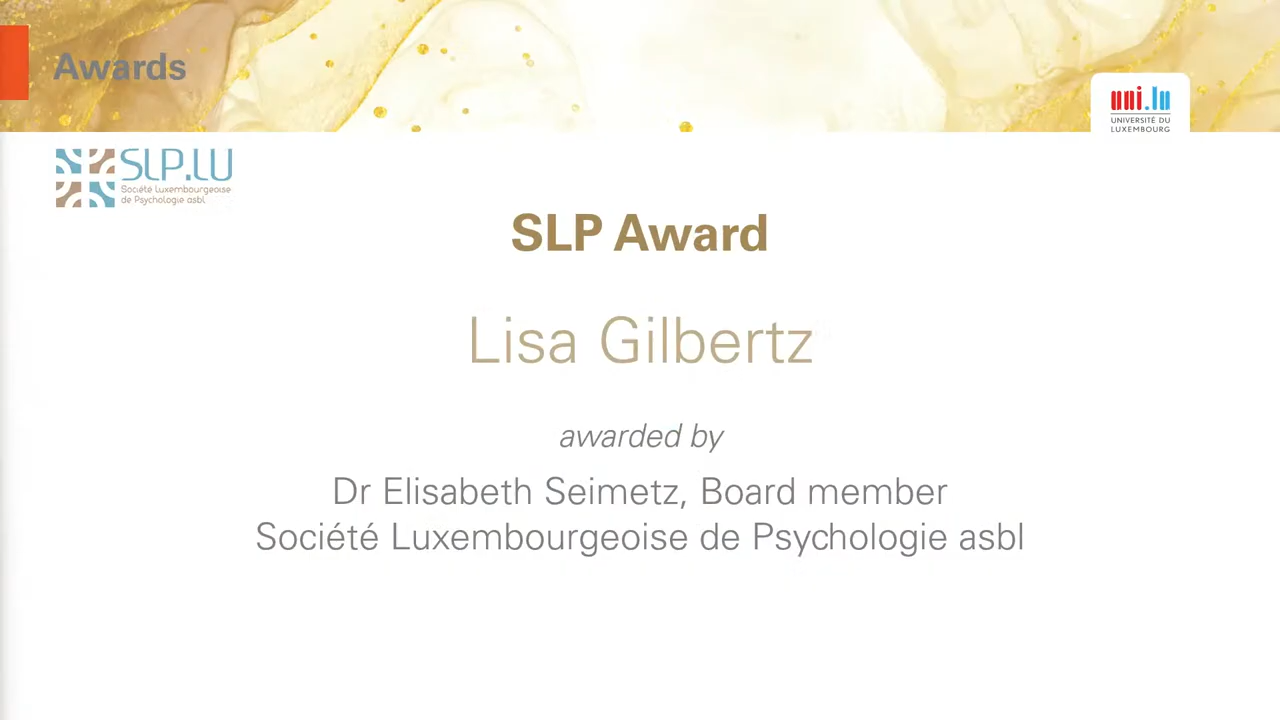 Awards
uni.lu
UNIVERSITÉ DU
LUXEMBOURG
SLP.LU
Société Luxembourgeoise
de Psychologie asbl
SLP Award
Lisa Gilbertz
awarded by
Dr Elisabeth Seimetz, Board member
Société Luxembourgeoise de Psychologie asbl